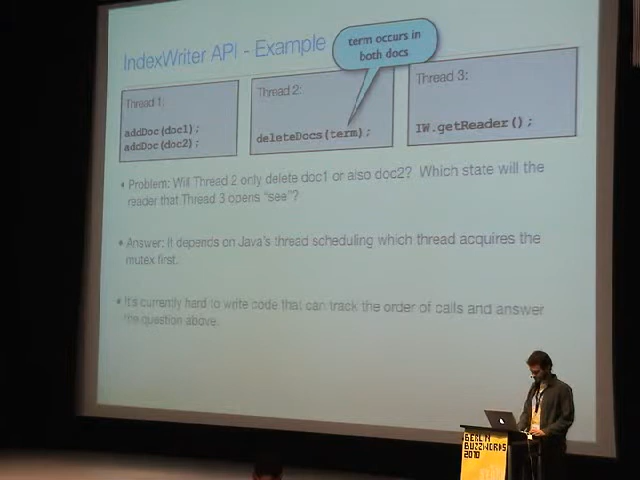 IndexWriter API - Example
term occurs in
both docs
Thread 1:
addDoc(doc1);
addDoc(doc2);
Thread 2:
deleteDocs(term);
Thread 3:
IW.getReader();
• Problem: Will Thread 2 only delete doc1 or also doc2? Which state will the
reader that Thread 3 opens “see”?
• Answer: It depends on Java's thread scheduling which thread acquires the
mutex first.
• It's currently hard to write code that can track the order of calls and answer
the question above.
BERLIN
BUZZWORDS
2010